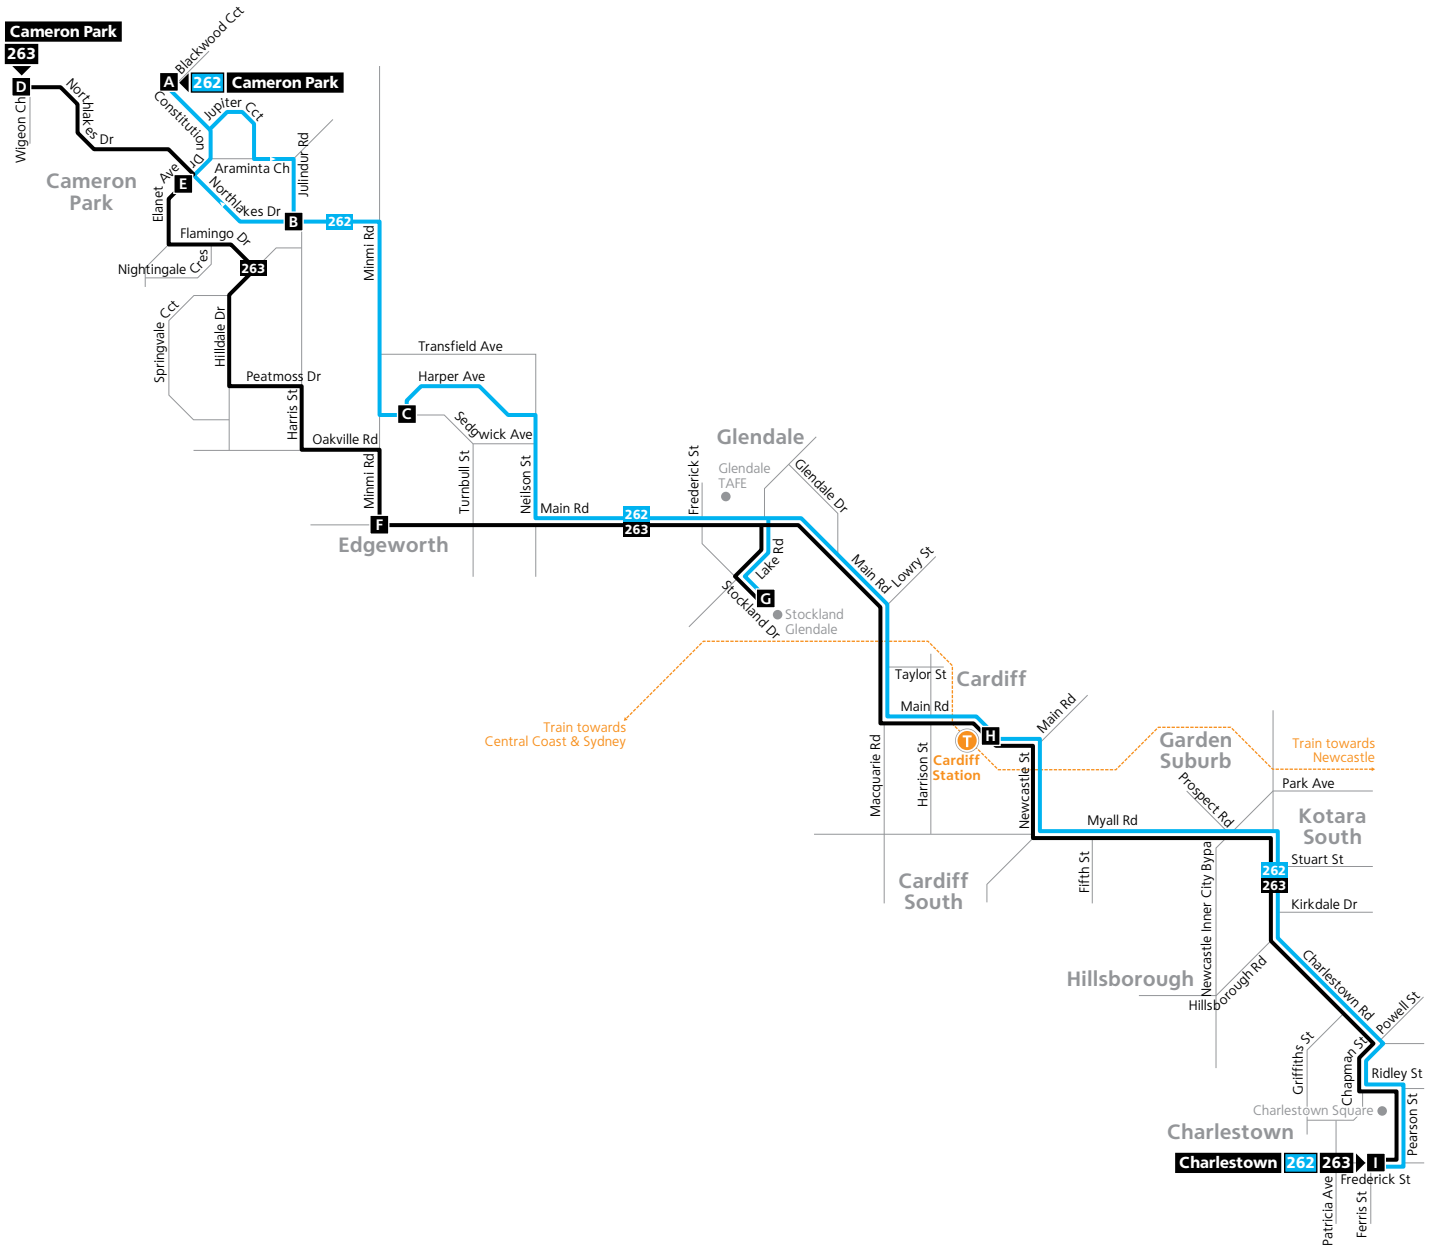 Cameron Park
263
D
Wigeon Ch
Northlakes Dr
Blackwood Cct
A
262
Cameron Park
Constitution Dr
Jupiter Cct
Araminta Ch
Julindur Rd
Northlakes Dr
B
262
Cameron
Park
E
Elanet Ave
Flamingo Dr
Nightingale Cres
263
Springvale Cct
Hilldale Dr
Peatmoss Dr
Harris St
Oakville Rd
Minmi Rd
Minmi Rd
Transfield Ave
Harper Ave
C
Sedgwick Ave
Turnbull St
Neilson St
F
Edgeworth
Main Rd
262
263
Frederick St
Glendale
Glendale
TAFE
Glendale Dr
Lake Rd
Stockland Dr
G
Stockland
Glendale
Main Rd
Lowry St
Taylor St
Cardiff
Main Rd
H
Main Rd
T
Cardiff
Station
Train towards
Central Coast & Sydney
Macquarie Rd
Harrison St
Newcastle St
Garden
Suburb
Train towards
Newcastle
Park Ave
Prospect Rd
Myall Rd
Kotara
South
Fifth St
Stuart St
262
263
Cardiff
South
Kirkdale Dr
Newcastle Inner City Bypa
Hillsborough
Hillsborough Rd
Charlestown Rd
Powell St
Griffiths St
Chapman St
Ridley St
Charlestown Square
Pearson St
Charlestown
Charlestown
262
263
I
Frederick St
Patricia Ave
Ferris St